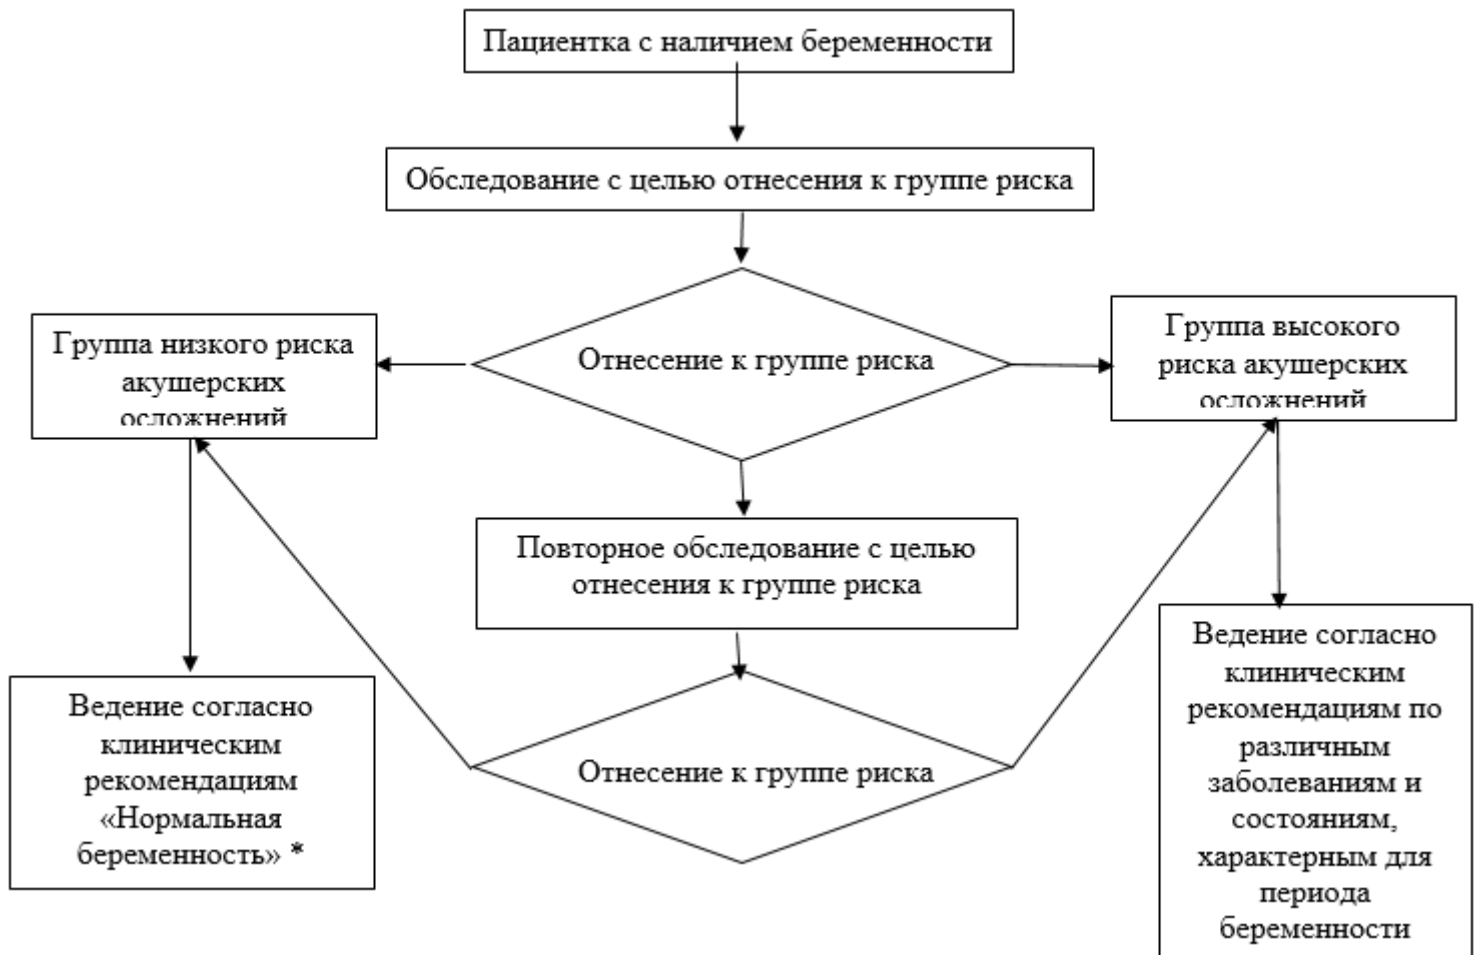 Пациентка с наличием беременности
Обследование с целью отнесения к группе риска
Отнесение к группе риска
Группа низкого риска
акушерских
осложнений
Группа высокого
риска акушерских
осложнений
Повторное обследование с целью
отнесения к группе риска
Отнесение к группе риска
Ведение согласно
клиническим
рекомендациям
«Нормальная
беременность» *
Ведение согласно
клиническим
рекомендациям по
различным
заболеваниям и
состояниям,
характерным для
периода
беременности